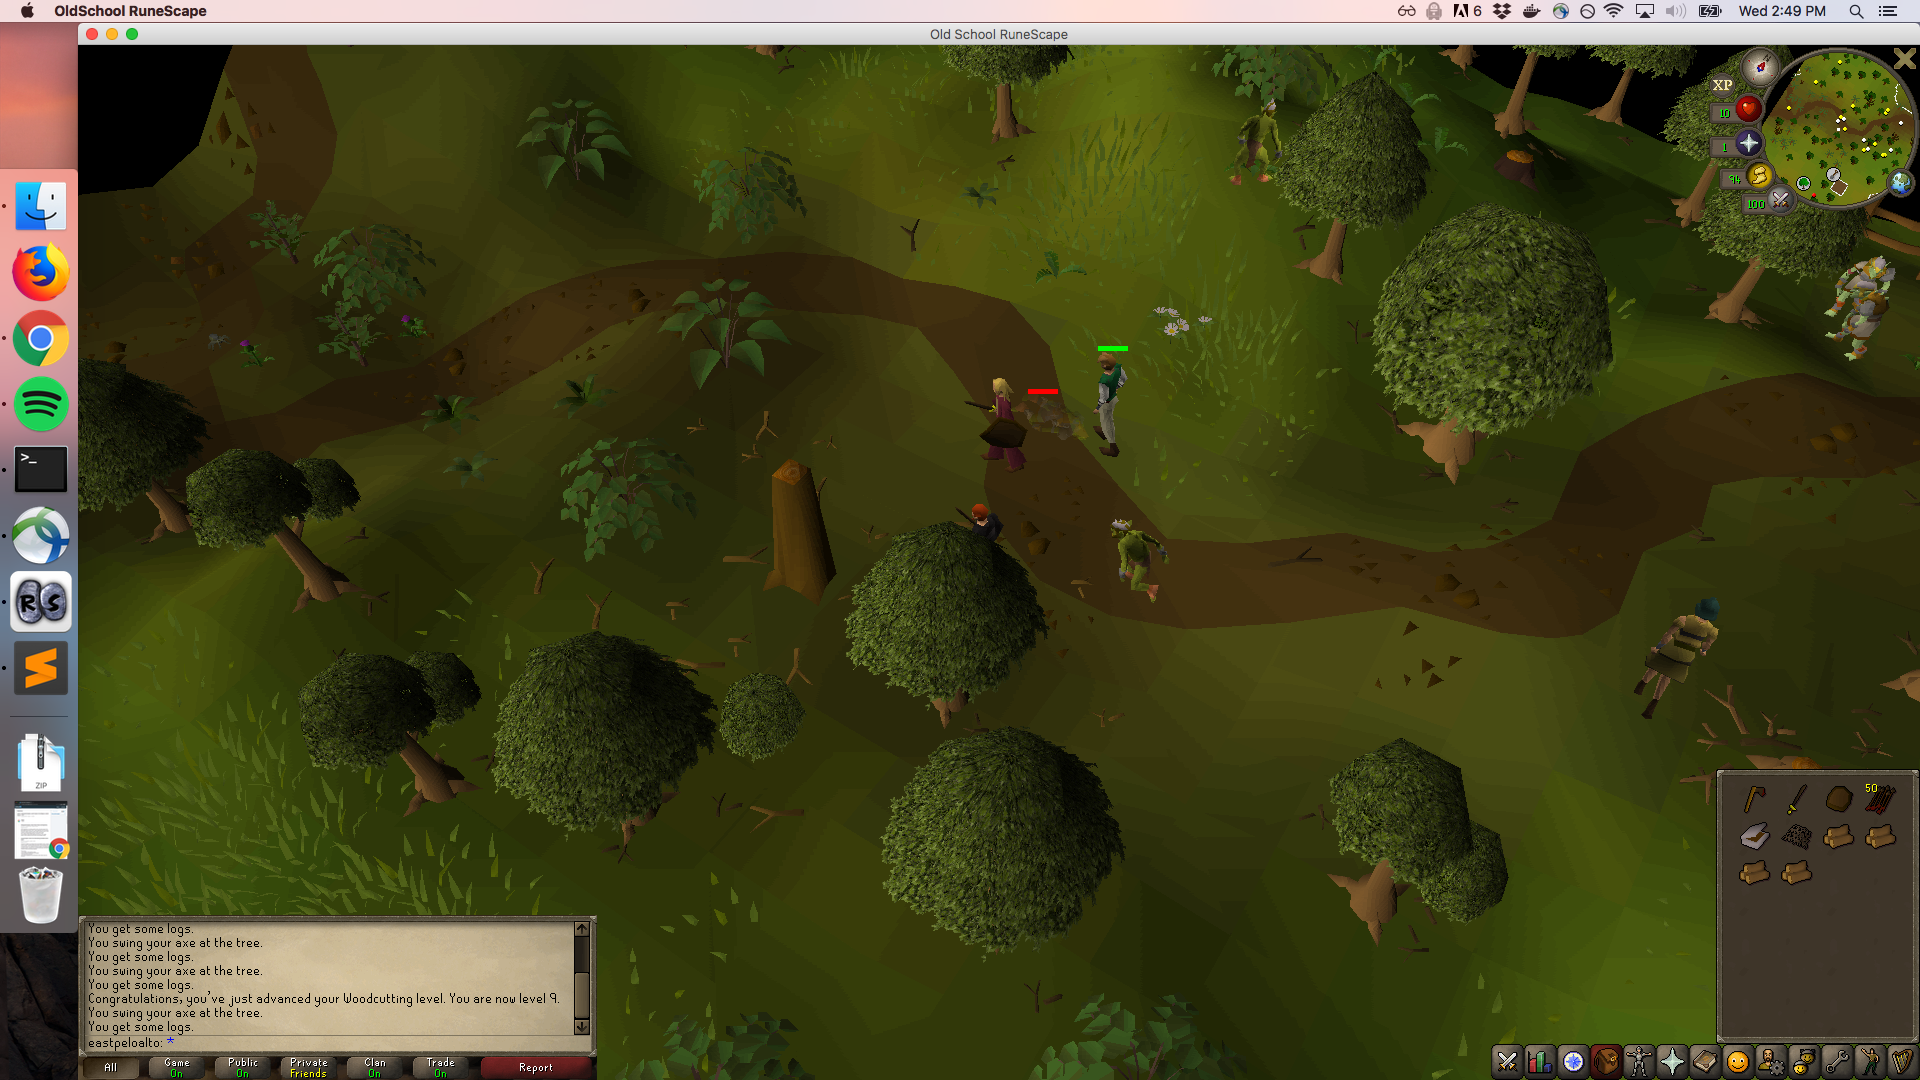 OldSchool RuneScape
6
Wed 2:49 PM
Old School RuneScape
XP
10
1
94
100
>_
RS
ZIP
50
You get some logs.
You swing your axe at the tree.
You get some logs.
You swing your axe at the tree.
You get some logs.
Congratulations, you've just advanced your Woodcutting level. You are now level 9.
You swing your axe at the tree.
You get some logs.
eastpeloalto: *
All
Game
On
Public
On
Private
Friends
Clan
On
Trade
On
Report